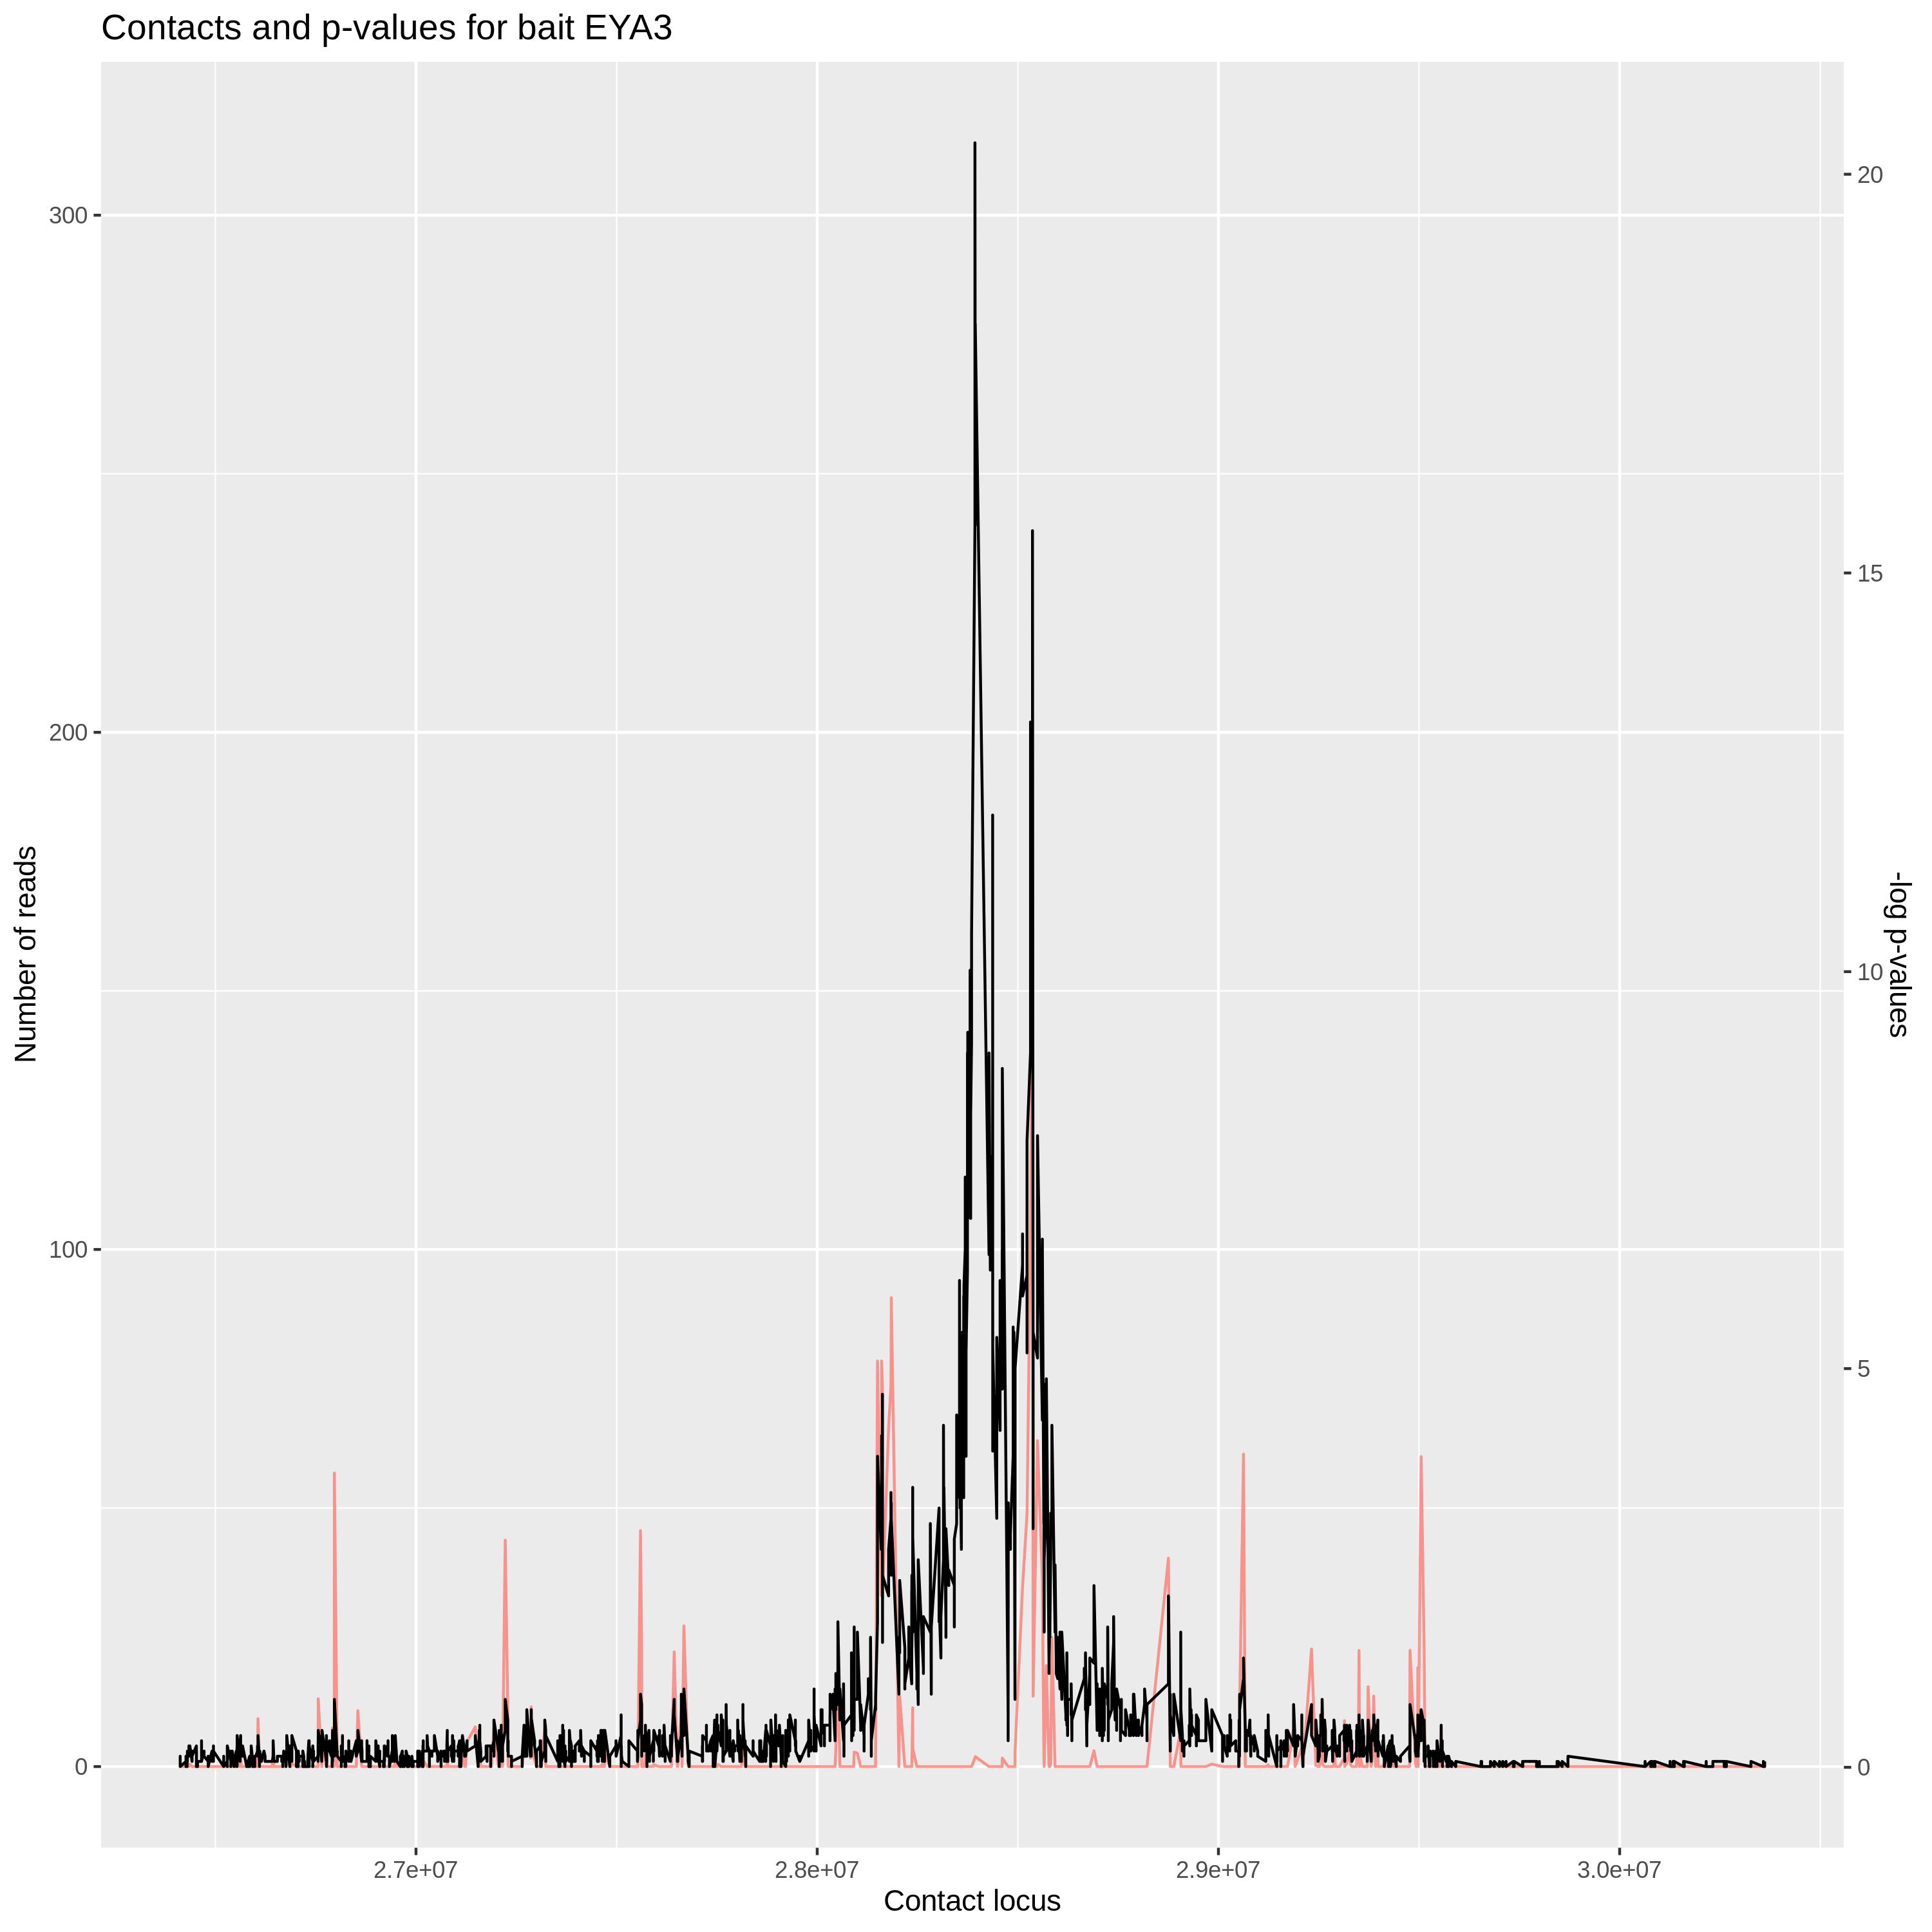 Contacts and p-values for bait EYA3
Number of reads
300
200
100
0
-log p-values
20
15
10
5
0
2.7e+07
2.8e+07
2.9e+07
3.0e+07
Contact locus